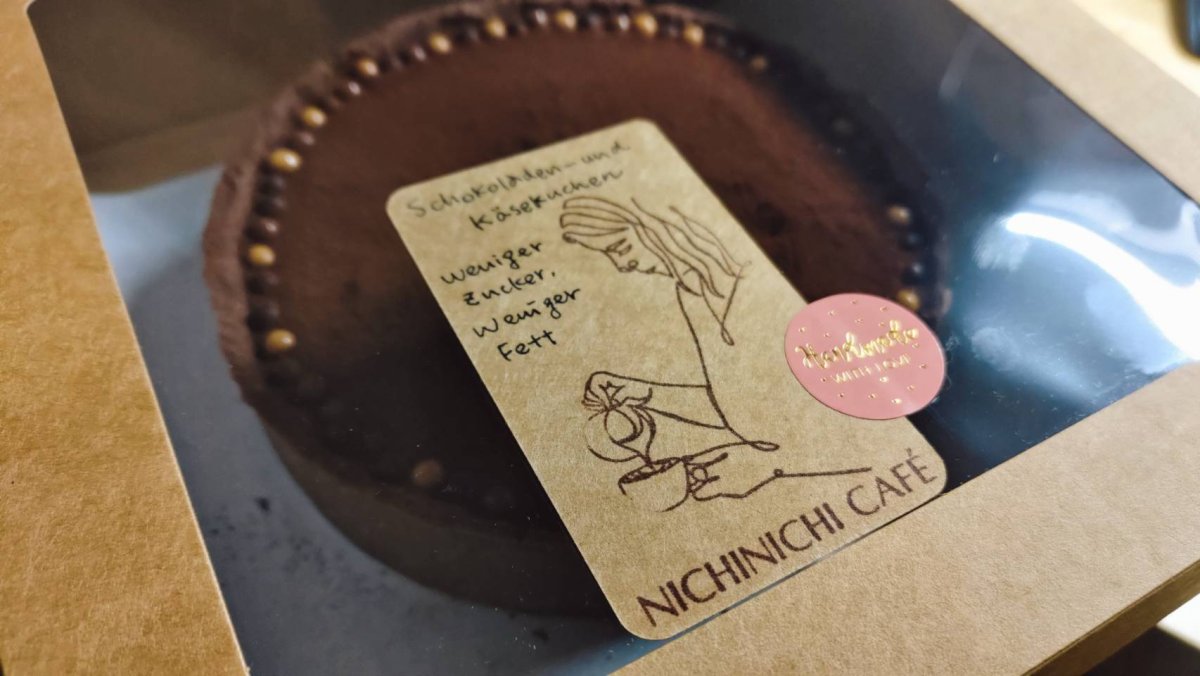 Schokoladen-und
Käsekuchen
weniger
Zucker,
weniger
Fett
Handmade
WITH LOVE
NICHINICHI CAFÉ